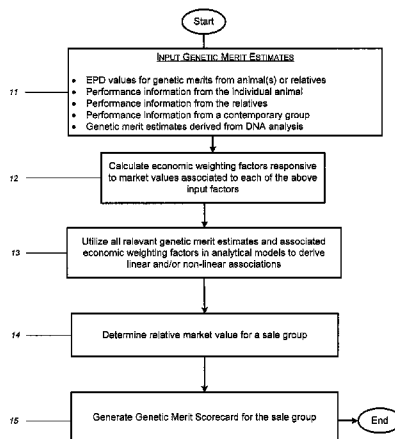 Start
INPUT GENETIC MERIT ESTIMATES
• EPD values for genetic merits from animal(s) or relatives
• Performance information from the individual animal
• Performance information from the relatives
• Performance information from a contemporary group
• Genetic merit estimates derived from DNA analysis
11
Calculate economic weighting factors responsive
to market values associated to each of the above
input factors
12
Utilize all relevant genetic merit estimates and associated
economic weighting factors in analytical models to derive
linear and/or non-linear associations
13
Determine relative market value for a sale group
14
Generate Genetic Merit Scorecard for the sale group
15
End